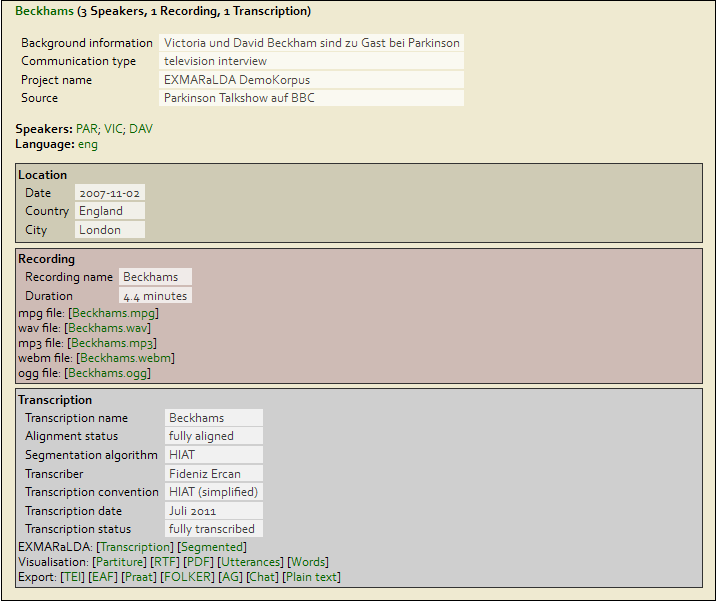 Beckhams (3 Speakers, 1 Recording, 1 Transcription)
Background information Victoria und David Beckham sind zu Gast bei Parkinson
Communication type television interview
Project name EXMARaLDA DemoKorpus
Source Parkinson Talkshow auf BBC
Speakers: PAR; VIC; DAV
Language: eng
Location
Date 2007-11-02
Country England
City London
Recording
Recording name Beckhams
Duration 4.4 minutes
mpg file: [Beckhams.mpg]
wav file: [Beckhams.wav]
mp3 file: [Beckhams.mp3]
webm file: [Beckhams.webm]
ogg file: [Beckhams.ogg]
Transcription
Transcription name Beckhams
Alignment status fully aligned
Segmentation algorithm HIAT
Transcriber Fideniz Ercan
Transcription convention HIAT (simplified)
Transcription date Juli 2011
Transcription status fully transcribed
EXMARaLDA: [Transcription] [Segmented]
Visualisation: [Partiture] [RTF] [PDF] [Utterances] [Words]
Export: [TEI] [EAF] [Praat] [FOLKER] [AG] [Chat] [Plain text]